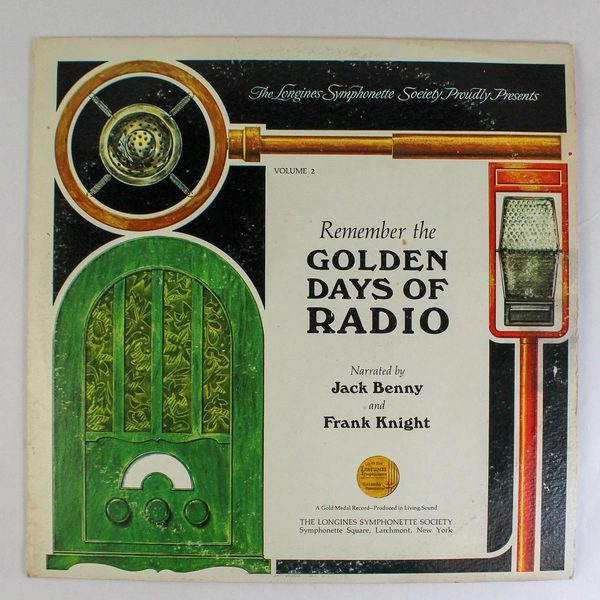 The Longines Symphonette Society Proudly Presents
VOLUME 2
Remember the
GOLDEN
DAYS OF
RADIO
Narrated by
Jack Benny
and
Frank Knight
A Gold Medal Record—Produced in Living Sound
THE LONGINES SYMPHONETTE SOCIETY
Symphonette Square, Larchmont, New York